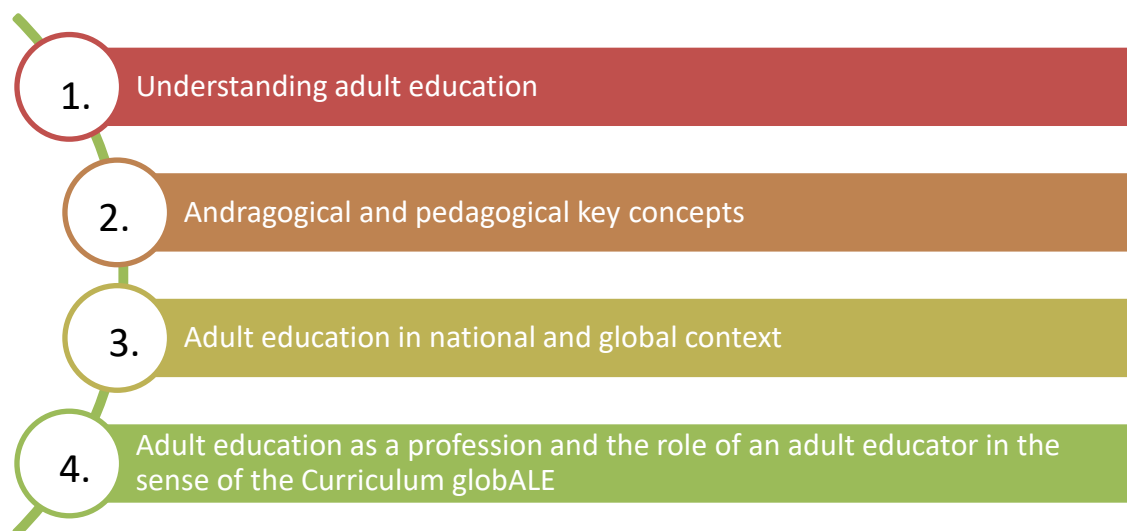 1.
Understanding adult education
2.
Andragogical and pedagogical key concepts
3.
Adult education in national and global context
4.
Adult education as a profession and the role of an adult educator in the
sense of the Curriculum globALE